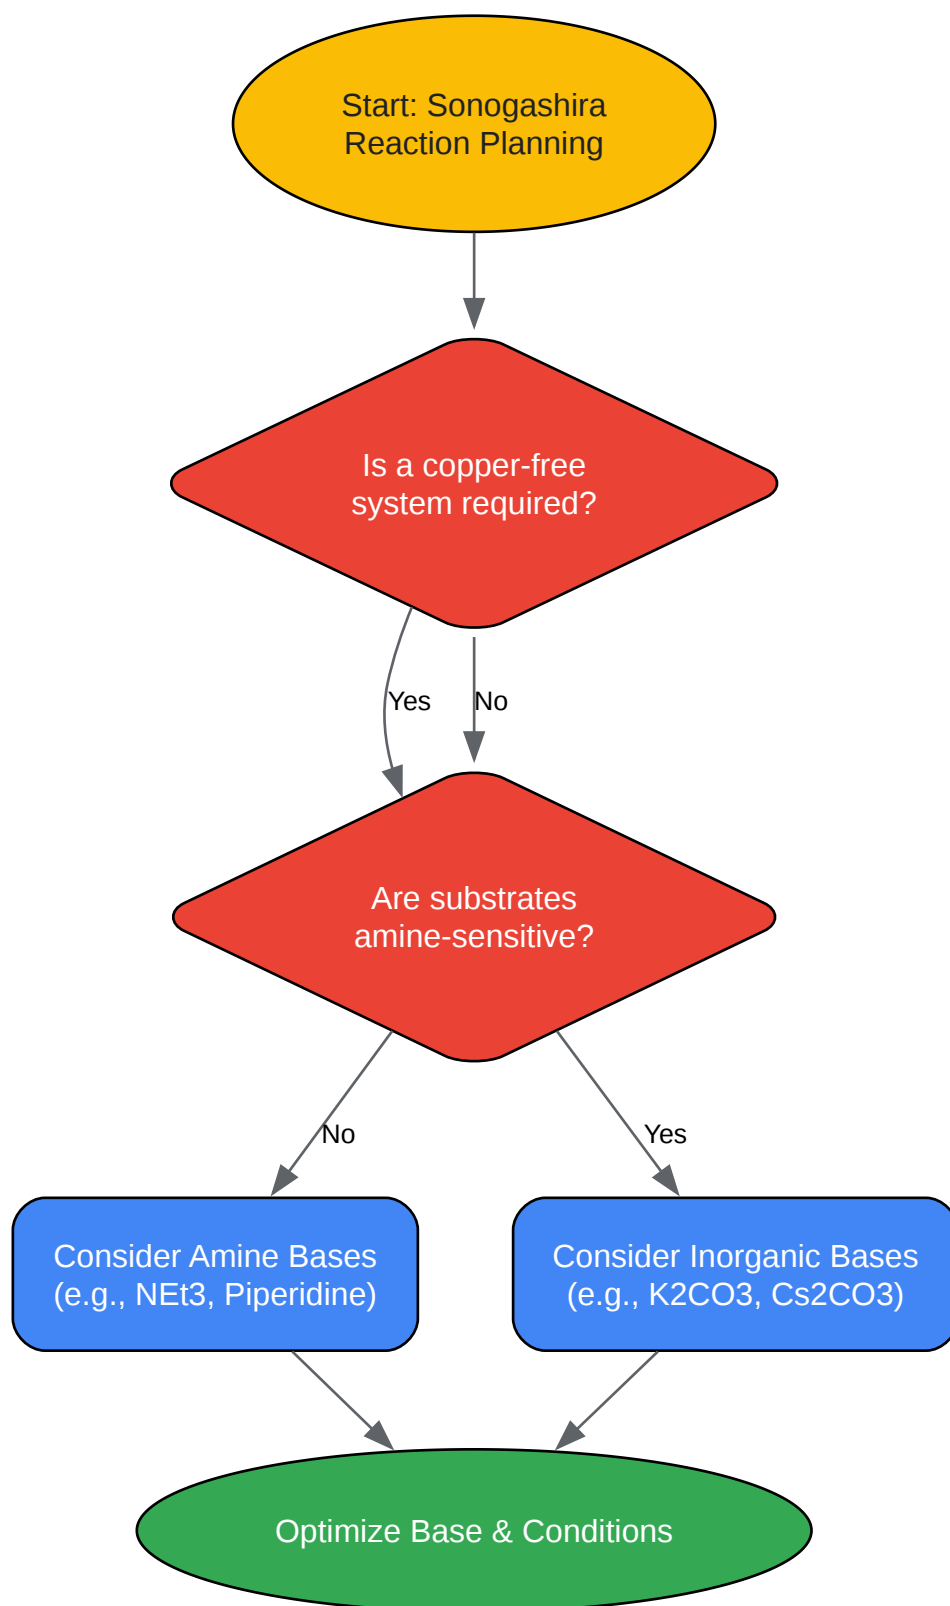 Start: Sonogashira
Reaction Planning
Is a copper-free
system required?
Yes
No
Are substrates
amine-sensitive?
No
Yes
Consider Amine Bases
(e.g., NEt3, Piperidine)
Consider Inorganic Bases
(e.g., K2CO3, Cs2CO3)
Optimize Base & Conditions